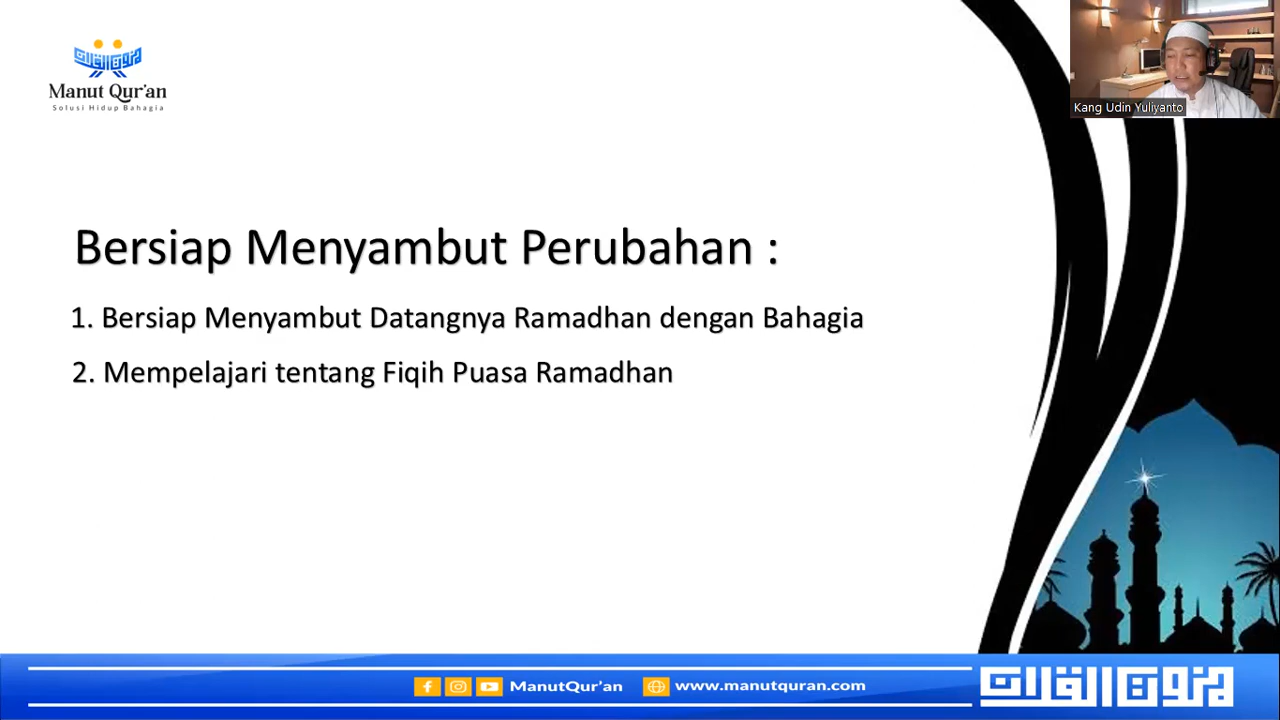 Manut Qur'an
Solusi Hidup Bahagia
Kang Udin Yuliyanto
Bersiap Menyambut Perubahan :
1. Bersiap Menyambut Datangnya Ramadhan dengan Bahagia
2. Mempelajari tentang Fiqih Puasa Ramadhan
ManutQur'an
www.manutquran.com